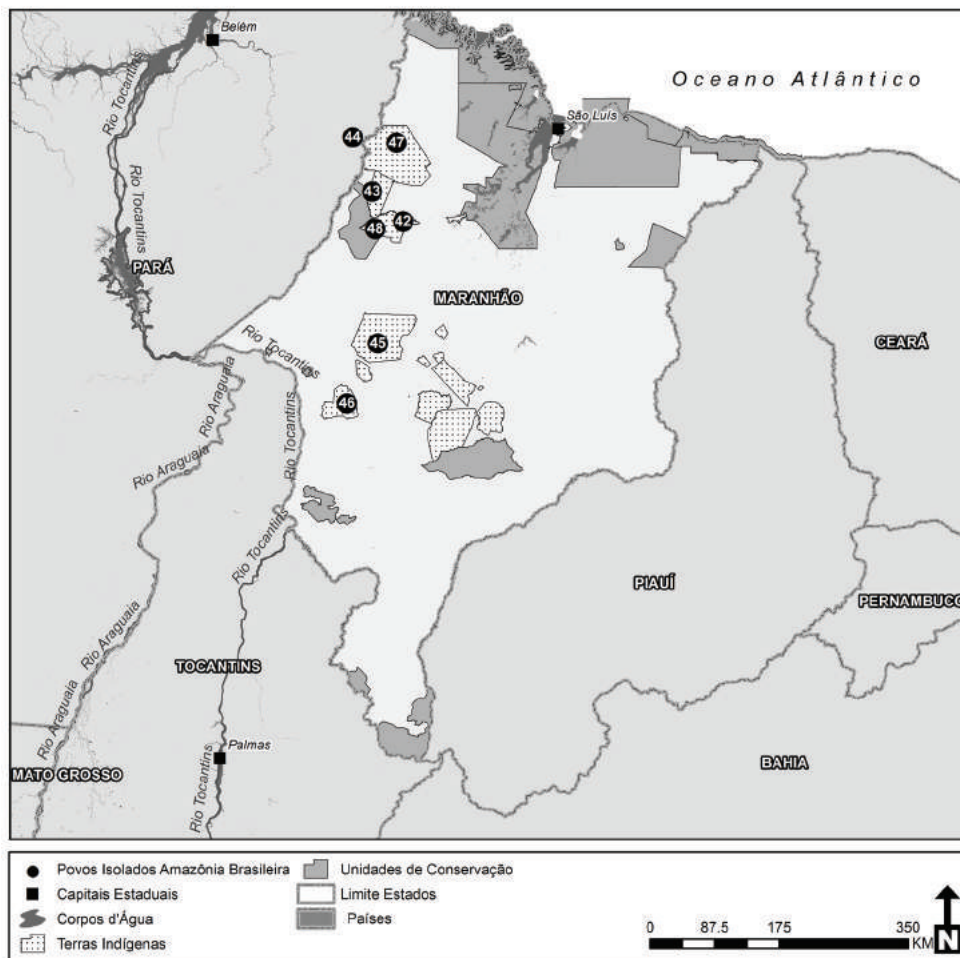 Belém
Oceano Atlântico
Rio Tocantins
São Luís
44
47
43
Rio Tocantins
48
42
PARÁ
MARANHÃO
45
CEARÁ
Rio Tocantins
Rio Araguaia
46
Rio Tocantins
Rio Araguaia
Rio Tocantins
PIAUÍ
PERNAMBUCO
Rio Araguaia
TOCANTINS
Rio Araguaia
Palmas
Rio Tocantins
MATO GROSSO
BAHIA
Povos Isolados Amazônia Brasileira
Unidades de Conservação
Capitais Estaduais
Limite Estados
Corpos d'Água
Países
Terras Indígenas
0 87.5 175 350
KM
N